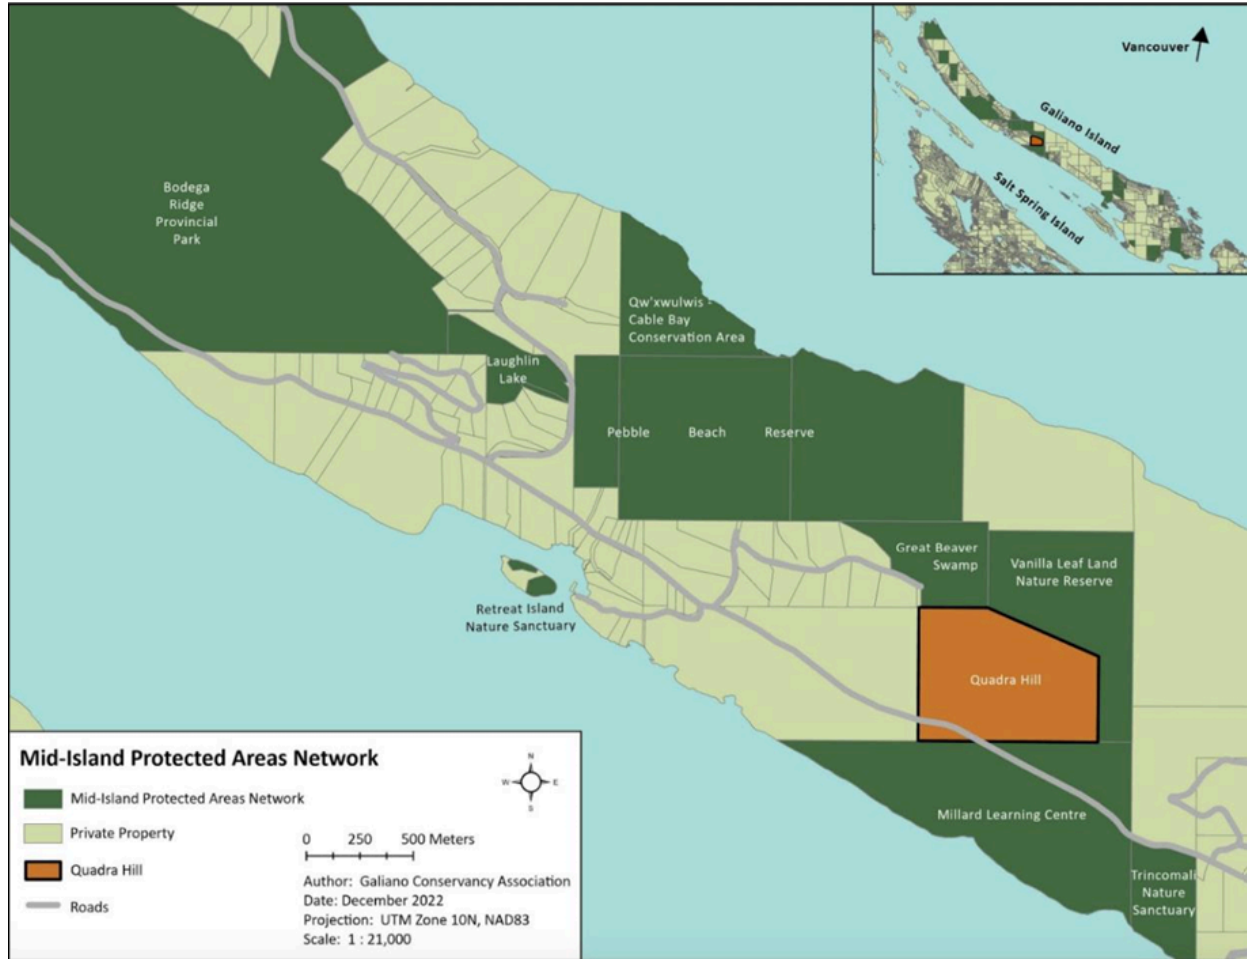 Vancouver
Galiano Island
Salt Spring Island
Bodega
Ridge
Provincial
Park
Qw'xwulwis -
Cable Bay
Conservation Area
Laughlin
Lake
Pebble Beach Reserve
Great Beaver
Swamp
Vanilla Leaf Land
Nature Reserve
Retreat Island
Nature Sanctuary
Quadra Hill
Millard Learning Centre
Trincomali
Nature
Sanctuary
Mid-Island Protected Areas Network
N
W E
S
Mid-Island Protected Areas Network
Private Property
Quadra Hill
Roads
0 250 500 Meters
Author: Galiano Conservancy Association
Date: December 2022
Projection: UTM Zone 10N, NAD83
Scale: 1 : 21,000